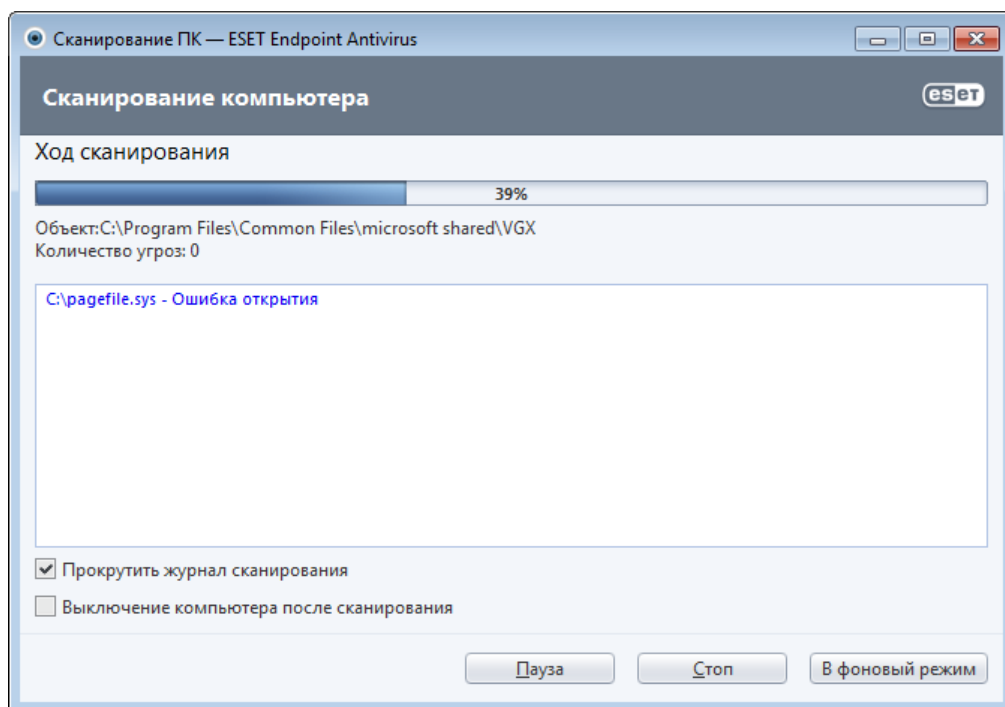 Сканирование ПК — ESET Endpoint Antivirus
Сканирование компьютера
eset
Ход сканирования
39%
Объект:C:\Program Files\Common Files\microsoft shared\VGX
Количество угроз: 0
C:\pagefile.sys - Ошибка открытия
Прокрутить журнал сканирования
Выключение компьютера после сканирования
Пауза Стоп В фоновый режим